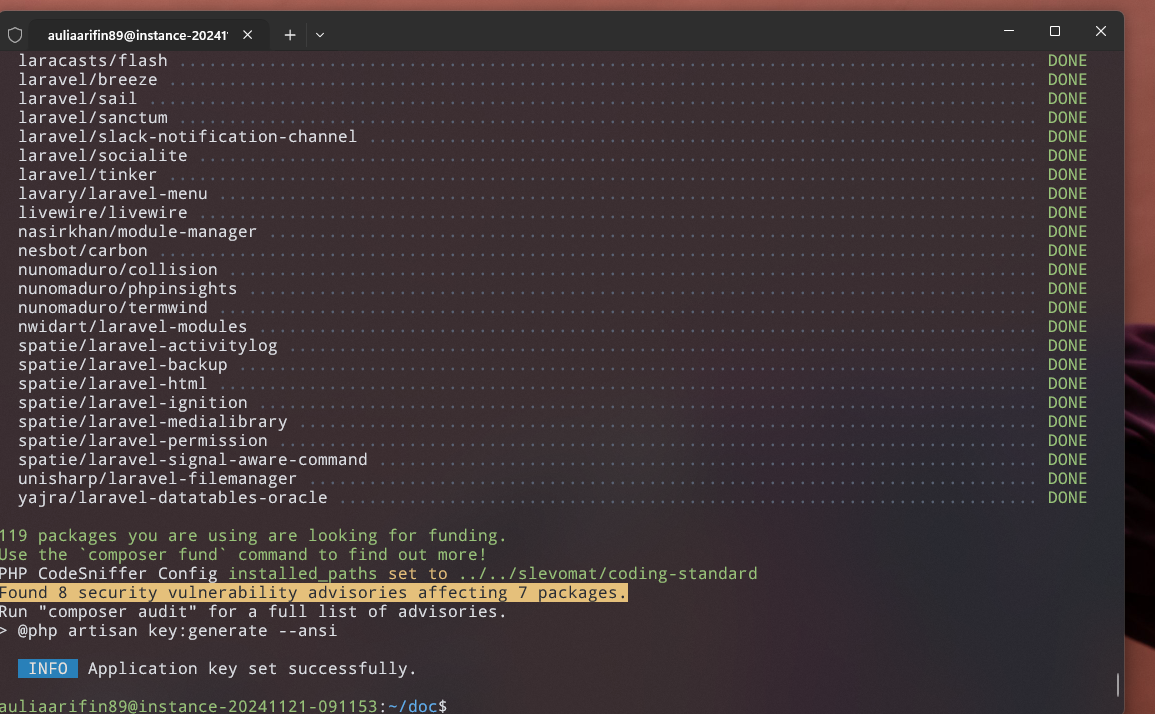 auliaarifin89@instance-20241
laracasts/flash ........ DONE
laravel/breeze ........ DONE
laravel/sail ........ DONE
laravel/sanctum ........ DONE
laravel/slack-notification-channel ........ DONE
laravel/socialite ........ DONE
laravel/tinker ........ DONE
lavary/laravel-menu ........ DONE
livewire/livewire ........ DONE
nasirkhan/module-manager ........ DONE
nesbot/carbon ........ DONE
nunomaduro/collision ........ DONE
nunomaduro/phpinsights ........ DONE
nunomaduro/termwind ........ DONE
nwidart/laravel-modules ........ DONE
spatie/laravel-activitylog ........ DONE
spatie/laravel-backup ........ DONE
spatie/laravel-html ........ DONE
spatie/laravel-ignition ........ DONE
spatie/laravel-medialibrary ........ DONE
spatie/laravel-permission ........ DONE
spatie/laravel-signal-aware-command ........ DONE
unisharp/laravel-filemanager ........ DONE
yajra/laravel-datatables-oracle ........ DONE
119 packages you are using are looking for funding.
Use the `composer fund` command to find out more!
PHP CodeSniffer Config installed_paths set to ../../slevomat/coding-standard
Found 8 security vulnerability advisories affecting 7 packages.
Run "composer audit" for a full list of advisories.
> @php artisan key:generate --ansi
INFO Application key set successfully.
auliaarifin89@instance-20241121-091153:~/doc$